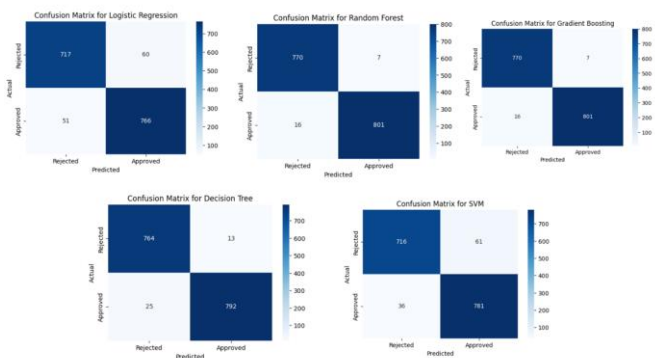 Confusion Matrix for Logistic Regression
Rejected
717
60
Actual
Approved
51
766
Rejected
Approved
Predicted
700
600
500
400
300
200
100
Confusion Matrix for Random Forest
Rejected
770
7
Actual
Approved
16
801
Rejected
Approved
Predicted
800
700
600
500
400
300
200
100
Confusion Matrix for Gradient Boosting
Rejected
770
7
Actual
Approved
16
801
Rejected
Approved
Predicted
800
700
600
500
400
300
200
100
Confusion Matrix for Decision Tree
Rejected
764
13
Actual
Approved
25
792
Rejected
Approved
Predicted
700
600
500
400
300
200
100
Confusion Matrix for SVM
Rejected
716
61
Actual
Approved
36
781
Rejected
Approved
Predicted
700
600
500
400
300
200
100